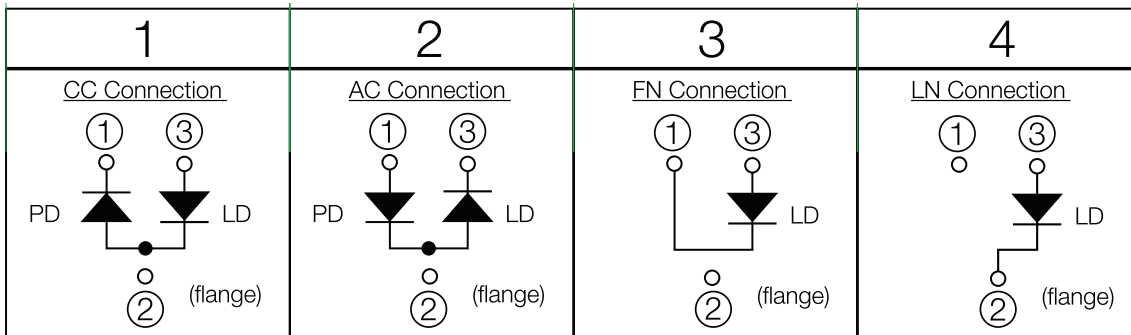 1 2 3 4
CC Connection AC Connection FN Connection LN Connection
① ③ ① ③ ① ③ ① ③
PD LD PD LD LD LD
② (flange) ② (flange) ② (flange) ② (flange)